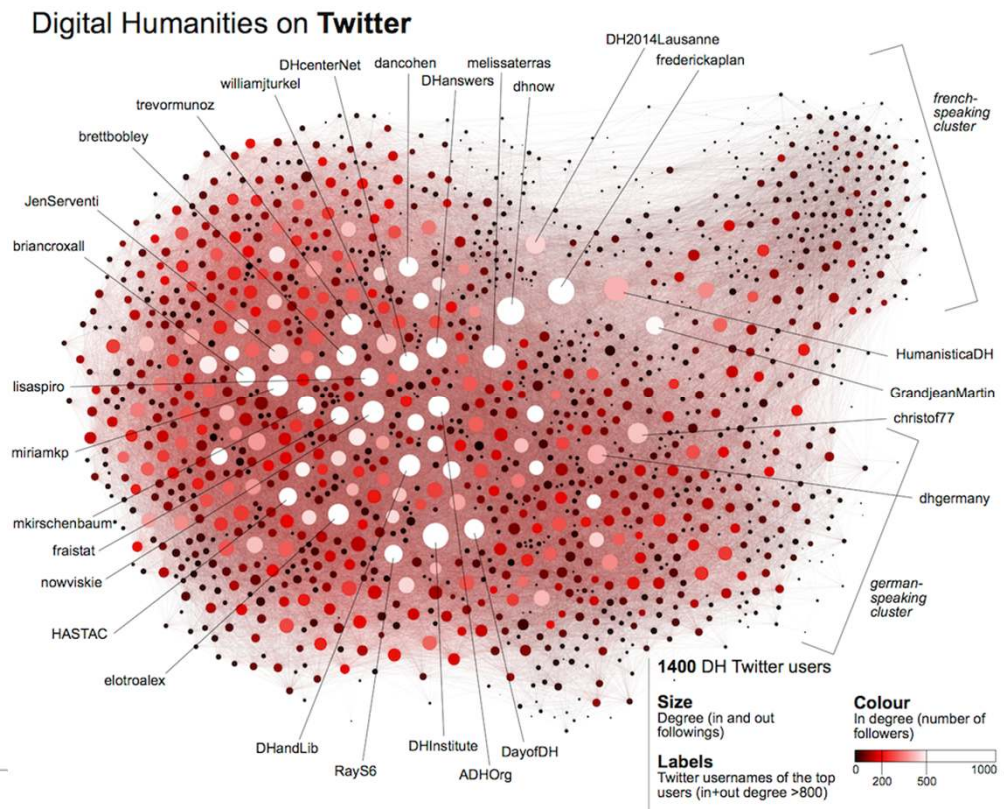 Digital Humanities on Twitter
DH2014Lausanne
frederickaplan
DHcenterNet
dancohen
melissaterras
DHanswers
dhnow
williamjturkel
trevormunoz
brettbobley
JenServenti
briancroxall
french-
speaking
cluster
HumanisticaDH
GrandjeanMartin
christof77
dhgermany
lisaspiro
miriamkp
mkirschenbaum
fraistat
nowviskie
HASTAC
elotroalex
german-
speaking
cluster
DHandLib
RayS6
DHInstitute
ADHOrg
DayofDH
1400 DH Twitter users
Size
Degree (in and out
followings)
Labels
Twitter usernames of the top
users (in+out degree >800)
Colour
In degree (number of
followers)
0 200 500 1000